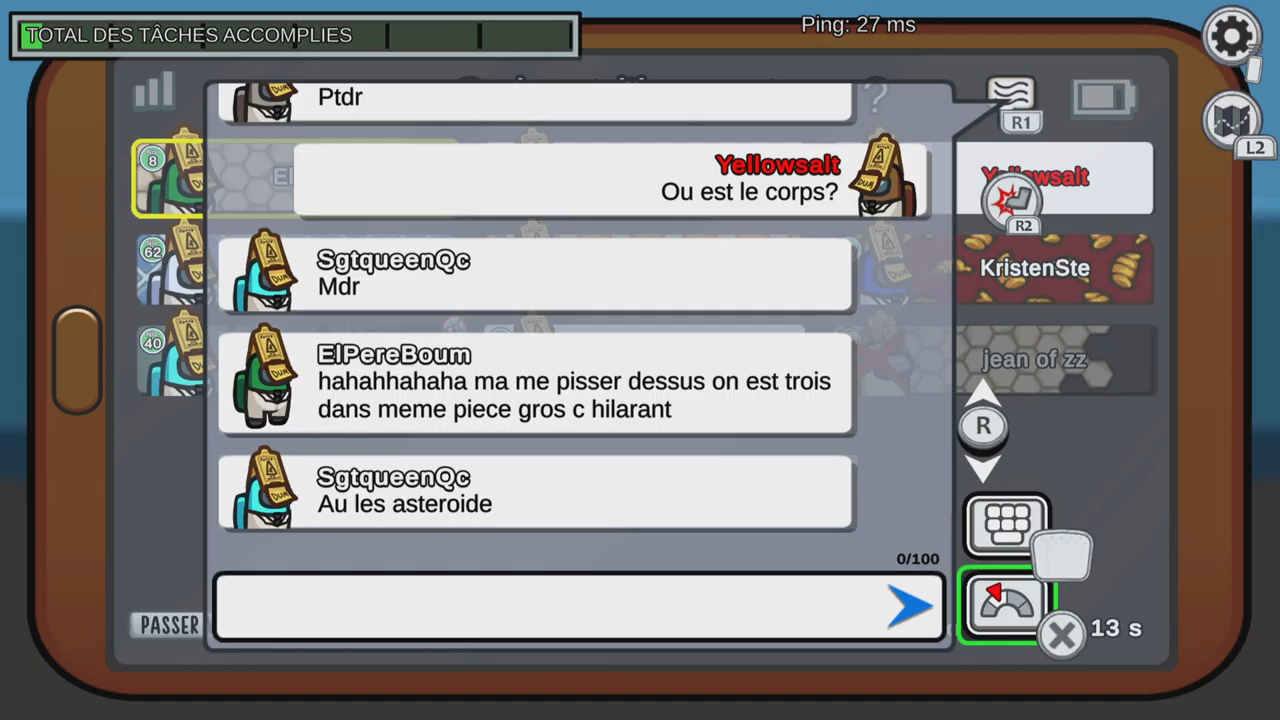 TOTAL DES TÂCHES ACCOMPLIES
Ping: 27 ms
Ptdr
?
R1
L2
8
El
Yellowsalt
Ou est le corps?
Yellowsalt
R2
62
SgtqueenQc
Mdr
KristenSte
40
ElPereBoum
hahahhahaha ma me pisser dessus on est trois
dans meme piece gros c hilarant
jean of zz
R
SgtqueenQc
Au les asteroide
0/100
PASSER
13 s